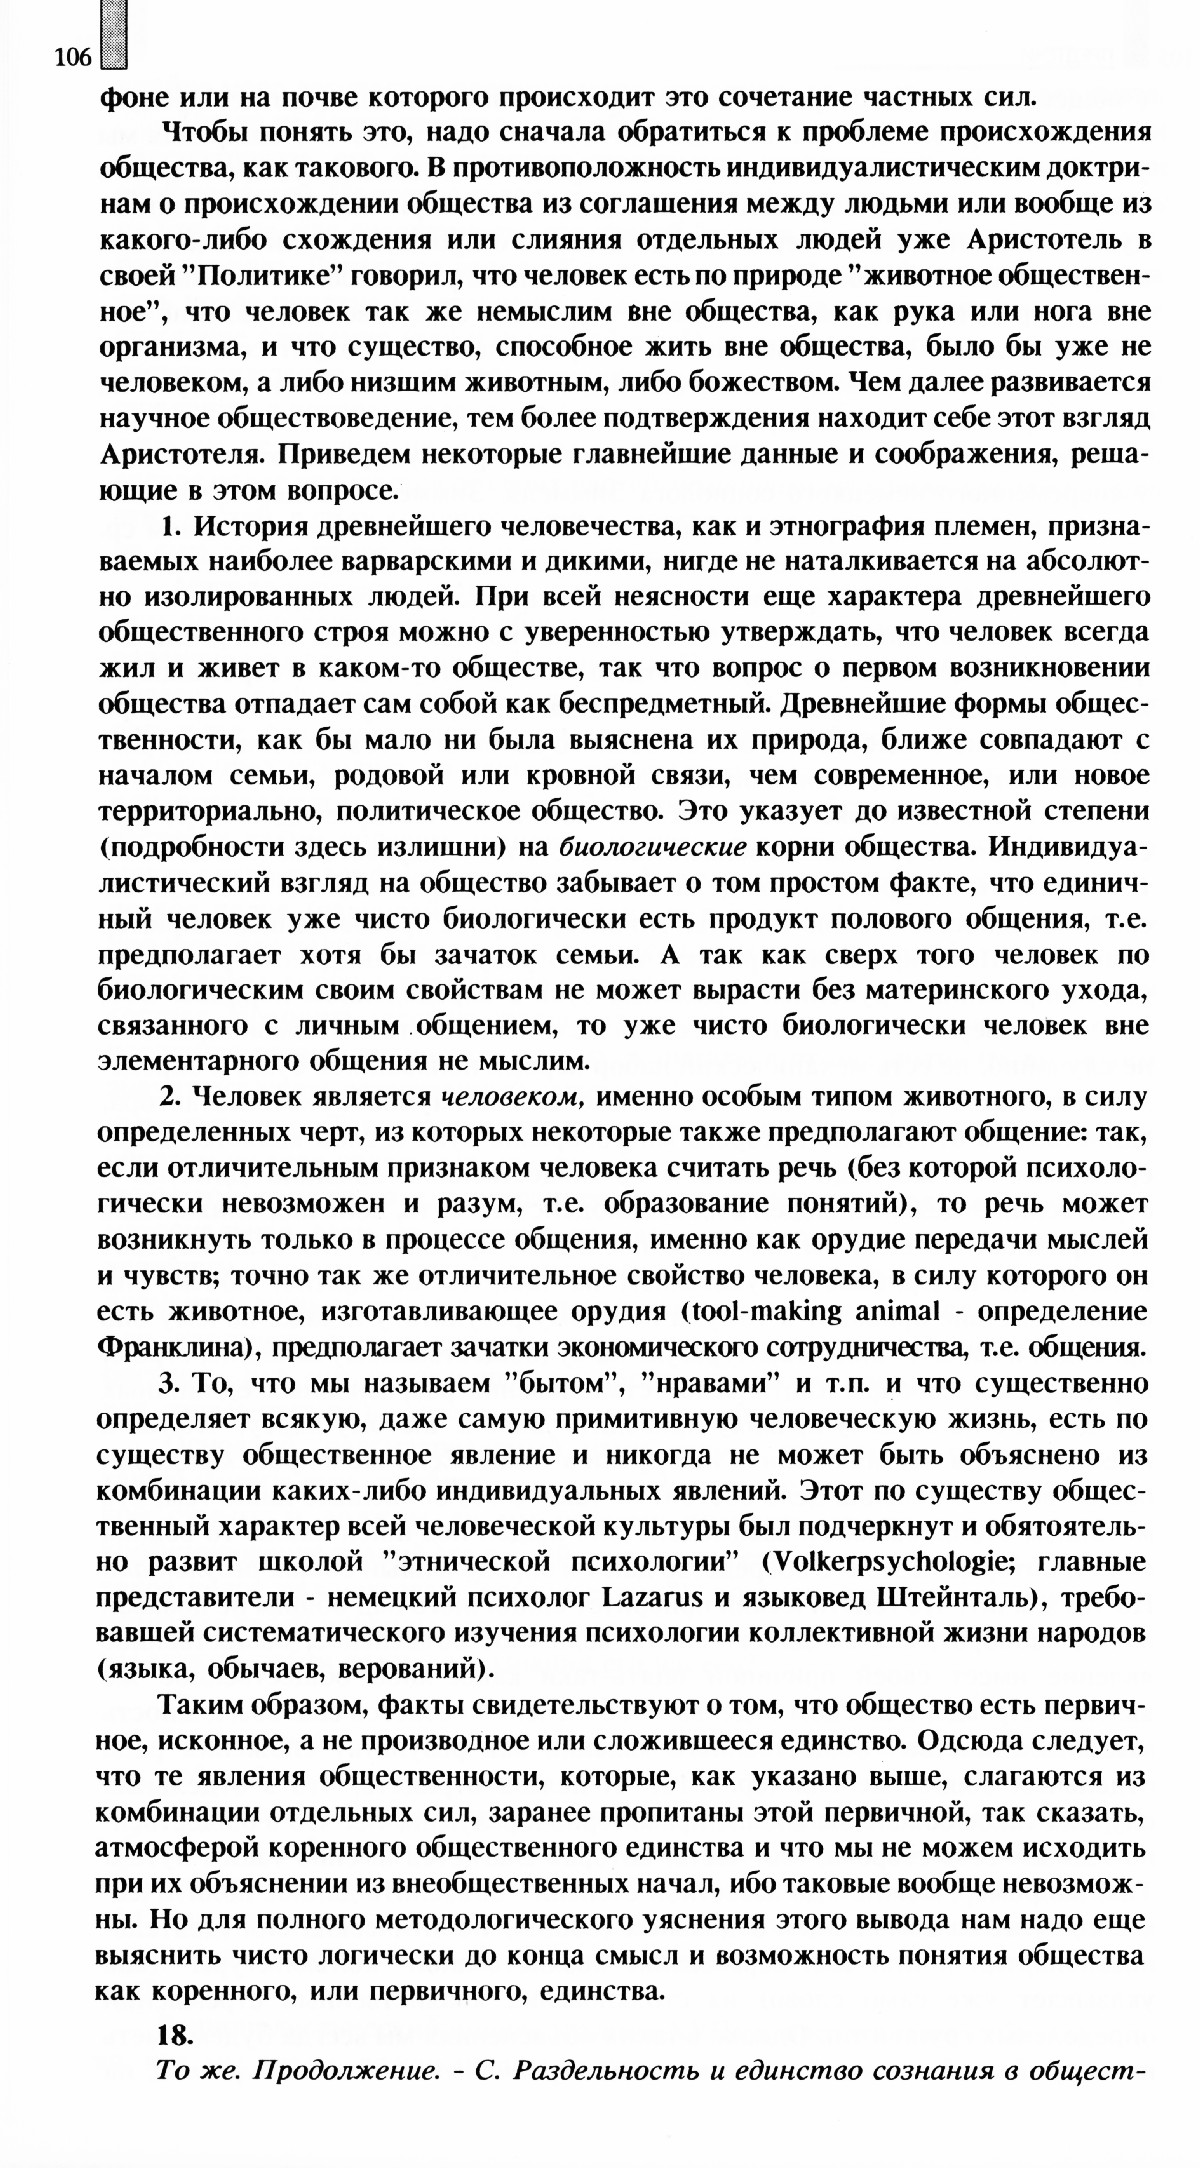 106
фоне или на почве которого происходит это сочетание частных сил.
Чтобы понять это, надо сначала обратиться к проблеме происхождения
общества, как такового. В противоположность индивидуалистическим доктри-
нам о происхождении общества из соглашения между людьми или вообще из
какого-либо схождения или слияния отдельных людей уже Аристотель в
своей ”Политике” говорил, что человек есть по природе ”животное обществен-
ное”, что человек так же немыслим вне общества, как рука или нога вне
организма, и что существо, способное жить вне общества, было бы уже не
человеком, а либо низшим животным, либо божеством. Чем далее развивается
научное обществоведение, тем более подтверждения находит себе этот взгляд
Аристотеля. Приведем некоторые главнейшие данные и соображения, реша-
ющие в этом вопросе.
1. История древнейшего человечества, как и этнография племен, призна-
ваемых наиболее варварскими и дикими, нигде не наталкивается на абсолют-
но изолированных людей. При всей неясности еще характера древнейшего
общественного строя можно с уверенностью утверждать, что человек всегда
жил и живет в каком-то обществе, так что вопрос о первом возникновении
общества отпадает сам собой как беспредметный. Древнейшие формы общес-
твенности, как бы мало ни была выяснена их природа, ближе совпадают с
началом семьи, родовой или кровной связи, чем современное, или новое
территориально, политическое общество. Это указует до известной степени
(подробности здесь излишни) на биологические корни общества. Индивидуа-
листический взгляд на общество забывает о том простом факте, что единич-
ный человек уже чисто биологически есть продукт полового общения, т.е.
предполагает хотя бы зачаток семьи. А так как сверх того человек по
биологическим своим свойствам не может вырасти без материнского ухода,
связанного с личным общением, то уже чисто биологически человек вне
элементарного общения не мыслим.
2. Человек является человеком, именно особым типом животного, в силу
определенных черт, из которых некоторые также предполагают общение: так,
если отличительным признаком человека считать речь (без которой психоло-
гически невозможен и разум, т.е. образование понятий), то речь может
возникнуть только в процессе общения, именно как орудие передачи мыслей
и чувств; точно так же отличительное свойство человека, в силу которого он
есть животное, изготавливающее орудия (tool-making animal - определение
Франклина), предполагает зачатки экономического сотрудничества, т.е. общения.
3. То, что мы называем ”бытом”, ”нравами” и т.п. и что существенно
определяет всякую, даже самую примитивную человеческую жизнь, есть по
существу общественное явление и никогда не может быть объяснено из
комбинации каких-либо индивидуальных явлений. Этот по существу общес-
твенный характер всей человеческой культуры был подчеркнут и обятоятель-
но развит школой ”этнической психологии” (Volkerpsychologie; главные
представители - немецкий психолог Lazarus и языковед Штейнталь), требо-
вавшей систематического изучения психологии коллективной жизни народов
(языка, обычаев, верований).
Таким образом, факты свидетельствуют о том, что общество есть первич-
ное, исконное, а не производное или сложившееся единство. Одсюда следует,
что те явления общественности, которые, как указано выше, слагаются из
комбинации отдельных сил, заранее пропитаны этой первичной, так сказать,
атмосферой коренного общественного единства и что мы не можем исходить
при их объяснении из внеобщественных начал, ибо таковые вообще невозмож-
ны. Но для полного методологического уяснения этого вывода нам надо еще
выяснить чисто логически до конца смысл и возможность понятия общества
как коренного, или первичного, единства.
18.
То же. Продолжение. - С. Раздельность и единство сознания в общест-